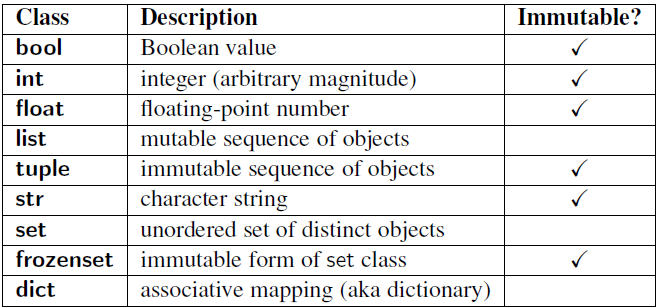 Class Description Immutable?
bool Boolean value ✓
int integer (arbitrary magnitude) ✓
float floating-point number ✓
list mutable sequence of objects
tuple immutable sequence of objects ✓
str character string ✓
set unordered set of distinct objects
frozenset immutable form of set class ✓
dict associative mapping (aka dictionary)